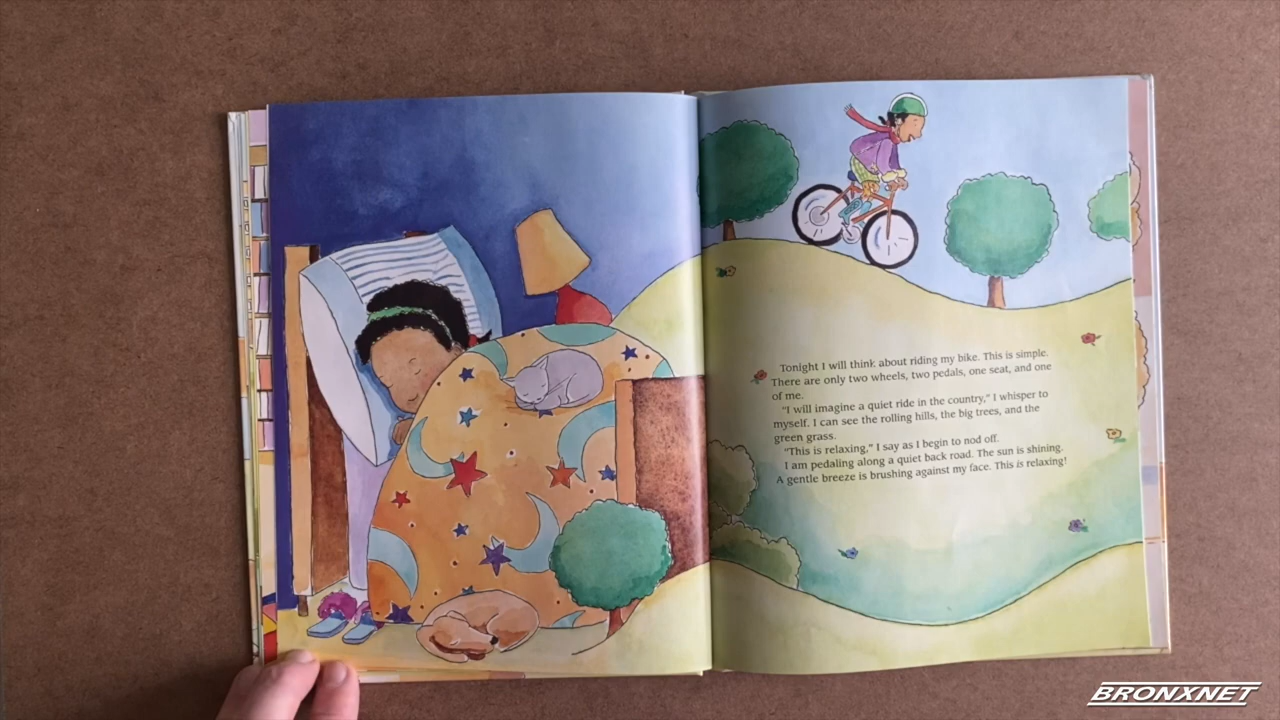 Tonight I will think about riding my bike. This is simple.
There are only two wheels, two pedals, one seat, and one
of me.
"I will imagine a quiet ride in the country," I whisper to
myself. I can see the rolling hills, the big trees, and the
green grass.
"This is relaxing," I say as I begin to nod off.
I am pedaling along a quiet back road. The sun is shining.
A gentle breeze is brushing against my face. This is relaxing!
BRONXNET